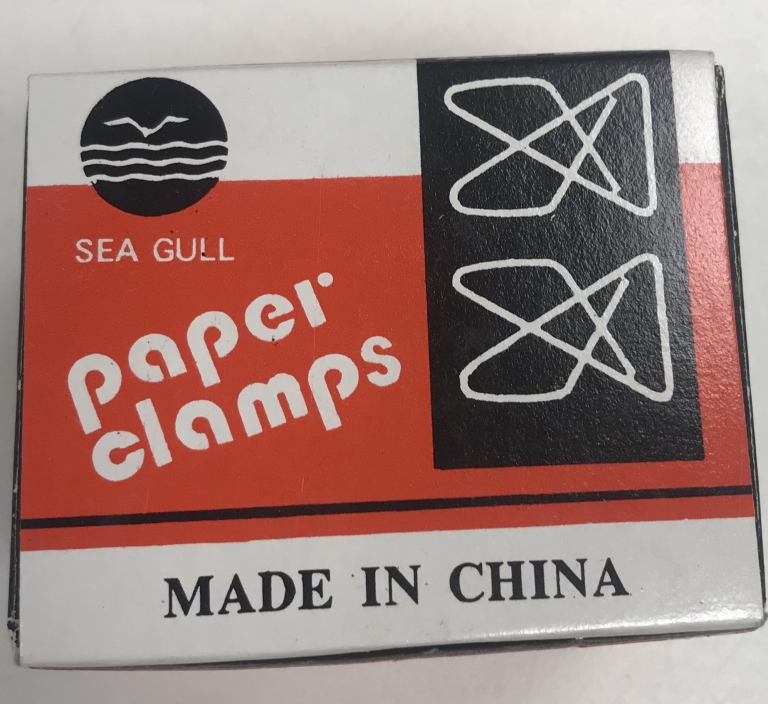 SEA GULL
paper
clamps
MADE IN CHINA